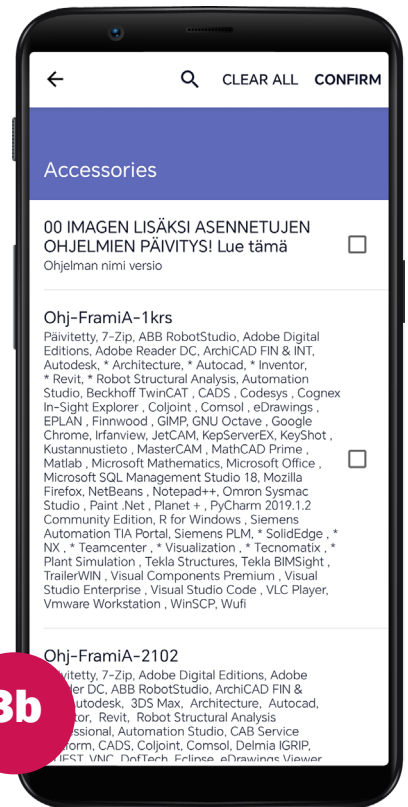 CLEAR ALL CONFIRM
Accessories
00 IMAGEN LISÄKSI ASENNETUJEN
OHJELMIEN PÄIVITYS! Lue tämä
Ohjelman nimi versio
Ohj-FramiA-1krs
Päivitetty, 7-Zip, ABB RobotStudio, Adobe Digital
Editions, Adobe Reader DC, ArchiCAD FIN & INT,
Autodesk, * Architecture, * Autocad, * Inventor,
* Revit, * Robot Structural Analysis, Automation
Studio, Beckhoff TwinCAT , CADS , Codesys , Cognex
In-Sight Explorer , Coljoint , Comsol , eDrawings ,
EPLAN , Finnwood , GIMP, GNU Octave , Google
Chrome, Irfanview, JetCAM, KepServerEX, KeyShot ,
Kustannustieto , MasterCAM , MathCAD Prime ,
Matlab , Microsoft Mathematics, Microsoft Office ,
Microsoft SQL Management Studio 18, Mozilla
Firefox, NetBeans , Notepad++, Omron Sysmac
Studio , Paint .Net , Planet + , PyCharm 2019.1.2
Community Edition, R for Windows , Siemens
Automation TIA Portal, Siemens PLM, * SolidEdge , *
NX , * Teamcenter , * Visualization , * Tecnomatix , *
Plant Simulation , Tekla Structures, Tekla BIMSight ,
TrailerWIN , Visual Components Premium , Visual
Studio Enterprise , Visual Studio Code , VLC Player,
Vmware Workstation , WinSCP, Wufi
Ohj-FramiA-2102
7-Zip, Adobe Digital Editions, Adobe
DC, ABB RobotStudio, ArchiCAD FIN &
Autodesk, 3DS Max, Architecture, Autocad,
Revit, Robot Structural Analysis
Automation Studio, CAB Service
CADS, Coljoint, Comsol, Delmia IGRIP,
VNC, DofTech, Eclipse, eDrawings Viewer
3b